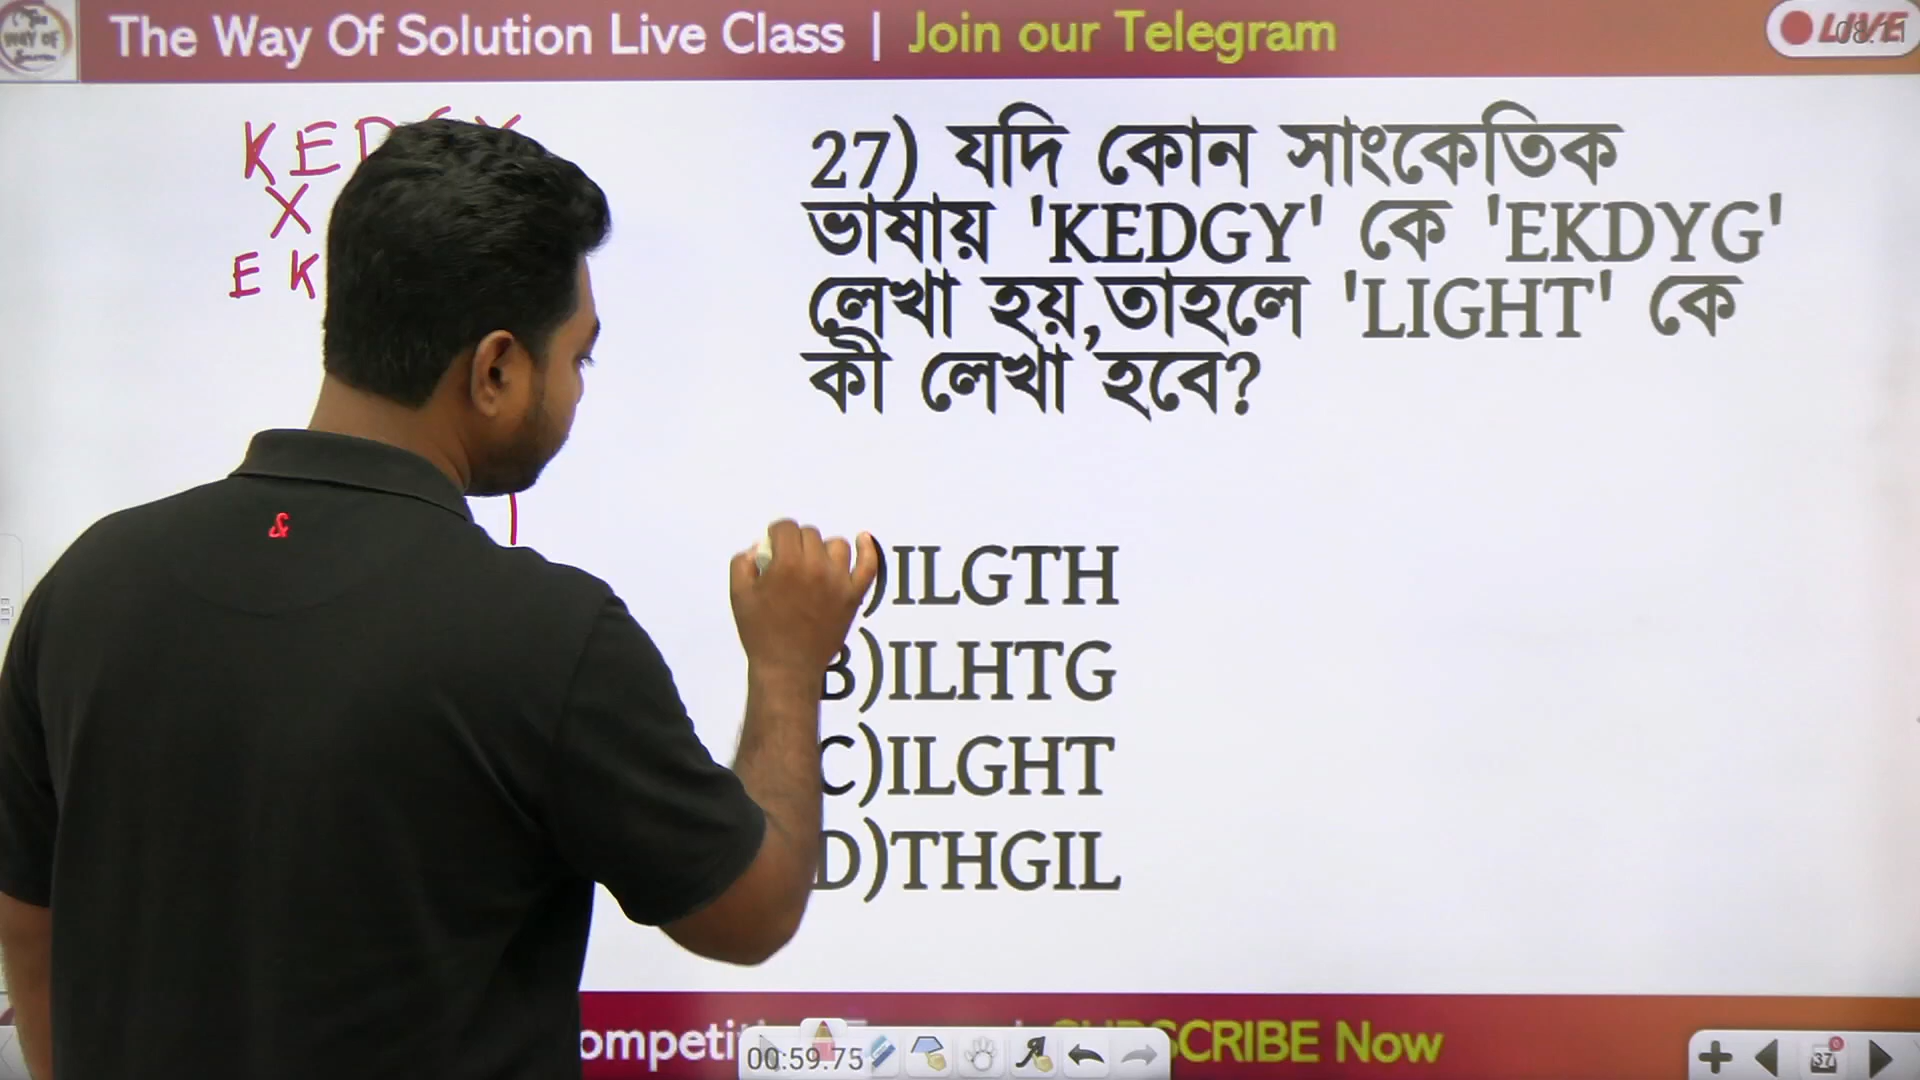 The Way Of Solution Live Class | Join our Telegram
LIVE
KED
X
E K
27) যদি কোন সাংকেতিক
ভাষায় 'KEDGY' কে 'EKDYG'
লেখা হয়,তাহলে 'LIGHT' কে
কী লেখা হবে?
)ILGTH
B)ILHTG
C)ILGHT
D)THGIL
SCRIBE Now
00:59.75
37